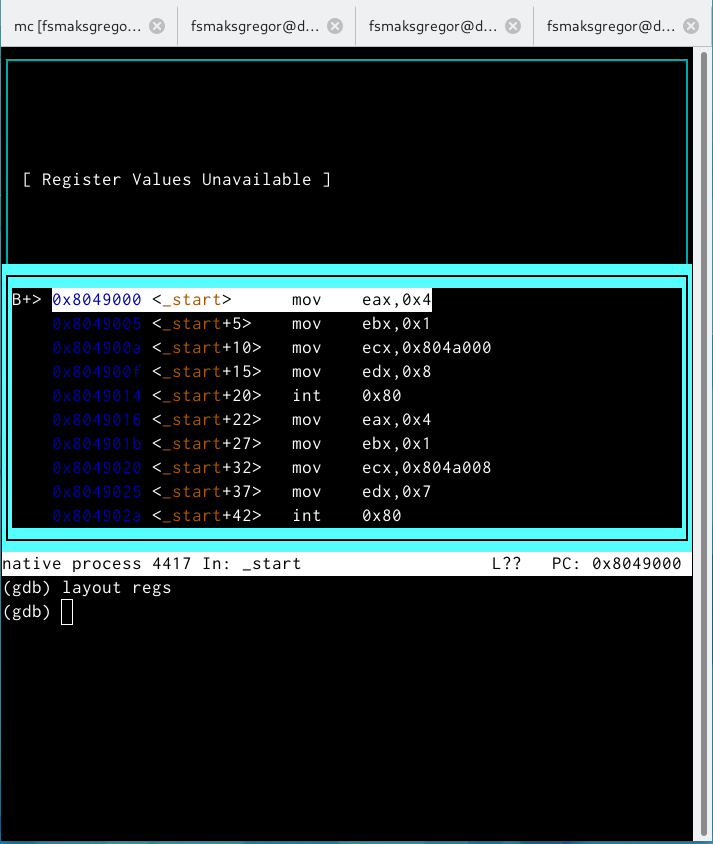 mc [fsmaksgrego... fsmaksgregor@d... fsmaksgregor@d... fsmaksgregor@d...
[ Register Values Unavailable ]
B+> 0x8049000 <_start> mov eax,0x4
0x8049005 <_start+5> mov ebx,0x1
0x804900a <_start+10> mov ecx,0x804a000
0x804900f <_start+15> mov edx,0x8
0x8049014 <_start+20> int 0x80
0x8049016 <_start+22> mov eax,0x4
0x804901b <_start+27> mov ebx,0x1
0x8049020 <_start+32> mov ecx,0x804a008
0x8049025 <_start+37> mov edx,0x7
0x804902a <_start+42> int 0x80
native process 4417 In: _start L?? PC: 0x8049000
(gdb) layout regs
(gdb)